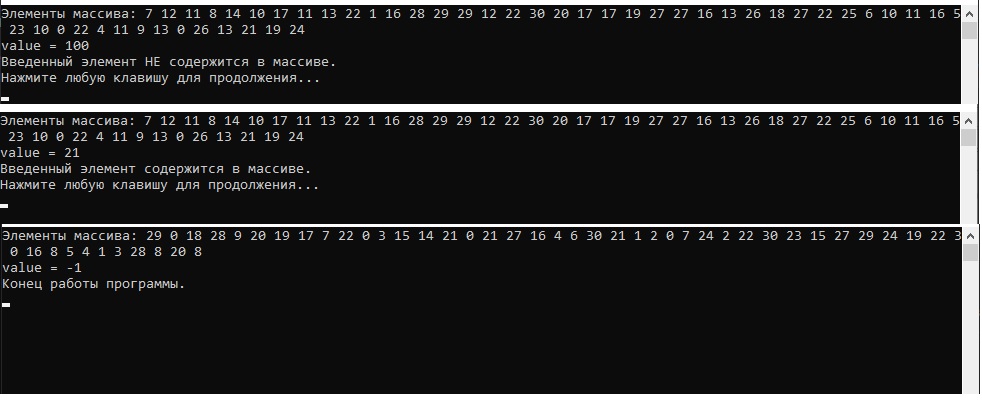 Элементы массива: 7 12 11 8 14 10 17 11 13 22 1 16 28 29 29 12 22 30 20 17 17 19 27 27 16 13 26 18 27 22 25 6 10 11 16 5
23 10 0 22 4 11 9 13 0 26 13 21 19 24
value = 100
Введенный элемент НЕ содержится в массиве.
Нажмите любую клавишу для продолжения...
Элементы массива: 7 12 11 8 14 10 17 11 13 22 1 16 28 29 29 12 22 30 20 17 17 19 27 27 16 13 26 18 27 22 25 6 10 11 16 5
23 10 0 22 4 11 9 13 0 26 13 21 19 24
value = 21
Введенный элемент содержится в массиве.
Нажмите любую клавишу для продолжения...
Элементы массива: 29 0 18 28 9 20 19 17 7 22 0 3 15 14 21 0 21 27 16 4 6 30 21 1 2 0 7 24 2 22 30 23 15 27 29 24 19 22 3
0 16 8 5 4 1 3 28 8 20 8
value = -1
Конец работы программы.